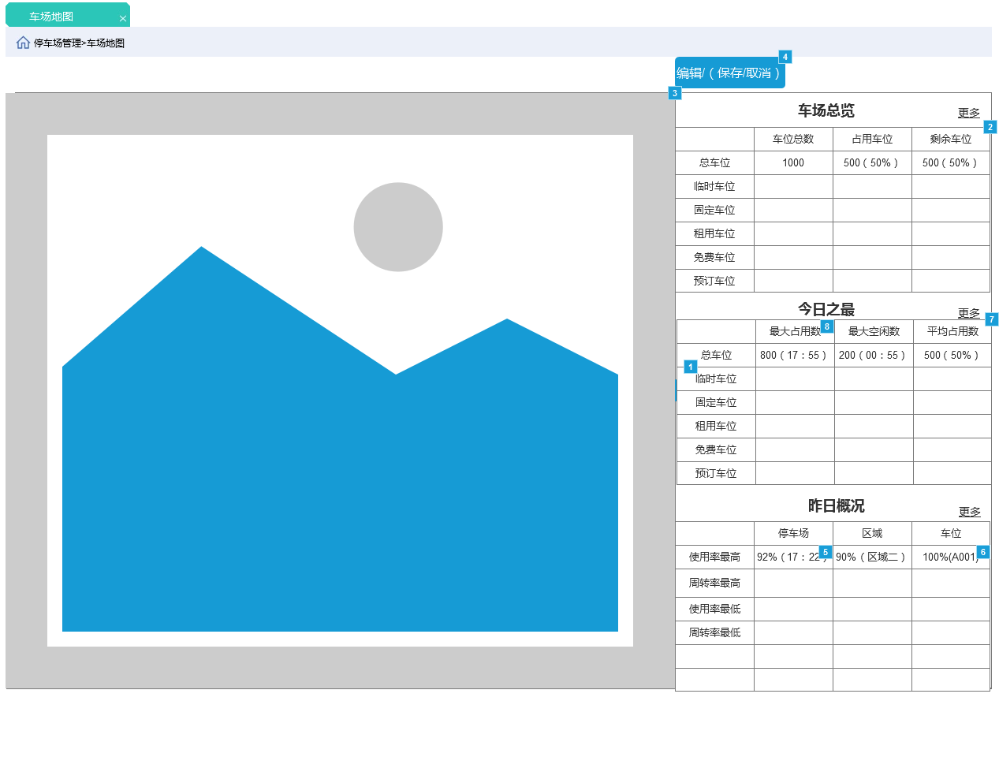 车场地图 ×
停车场管理>车场地图
4
编辑/（保存/取消）
3
车场总览 更多
2
车位总数 占用车位 剩余车位
总车位 1000 500（50%） 500（50%）
临时车位
固定车位
租用车位
免费车位
预订车位
今日之最 更多
7
最大占用数 8 最大空闲数 平均占用数
总车位 800（17：55） 200（00：55） 500（50%）
1
临时车位
固定车位
租用车位
免费车位
预订车位
昨日概况 更多
停车场 区域 车位
5 6
使用率最高 92%（17：22） 90%（区域二） 100%(A001)
周转率最高
使用率最低
周转率最低